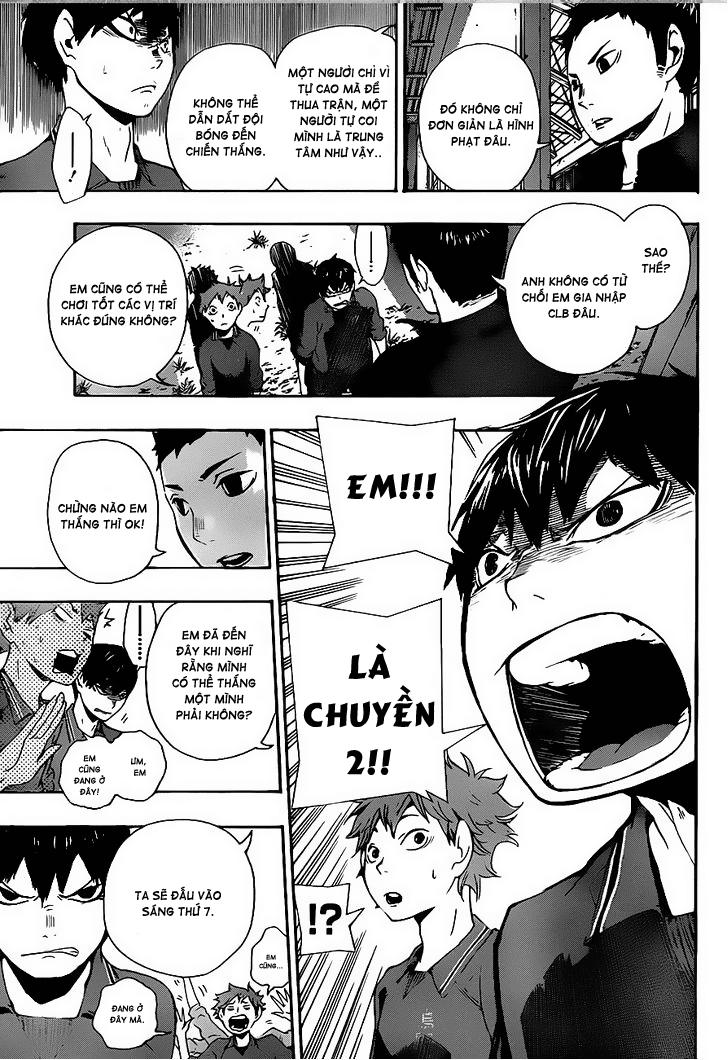 ĐÓ KHÔNG CHỈ
ĐƠN GIẢN LÀ HÌNH
PHẠT ĐÂU.
MỘT NGƯỜI CHỈ VÌ
TỰ CAO MÀ ĐỂ
THUA TRẬN, MỘT
NGƯỜI TỰ COI
MÌNH LÀ TRUNG
TÂM NHƯ VẬY..
KHÔNG THỂ
DẪN DẮT ĐỘI
BÓNG ĐẾN
CHIẾN THẮNG.
...!
SAO
THẾ?
ANH KHÔNG CÓ TỪ
CHỐI EM GIA NHẬP
CLB ĐÂU.
......
EM CŨNG CÓ THỂ
CHƠI TỐT CÁC VỊ TRÍ
KHÁC ĐÚNG KHÔNG?
EM!!!
LÀ
CHUYỀN
2!!
!?
CHỪNG NÀO EM
THẮNG THÌ OK!
EM ĐÃ ĐẾN
ĐÂY KHI NGHĨ
RẰNG MÌNH
CÓ THỂ THẮNG
MỘT MÌNH
PHẢI KHÔNG?
......
ƯM,
EM
EM
CŨNG
ĐANG Ở
ĐÂY!
TA SẼ ĐẤU VÀO
SÁNG THỨ 7.
EM
CŨNG...
ĐANG Ở
ĐÂY MÀ.